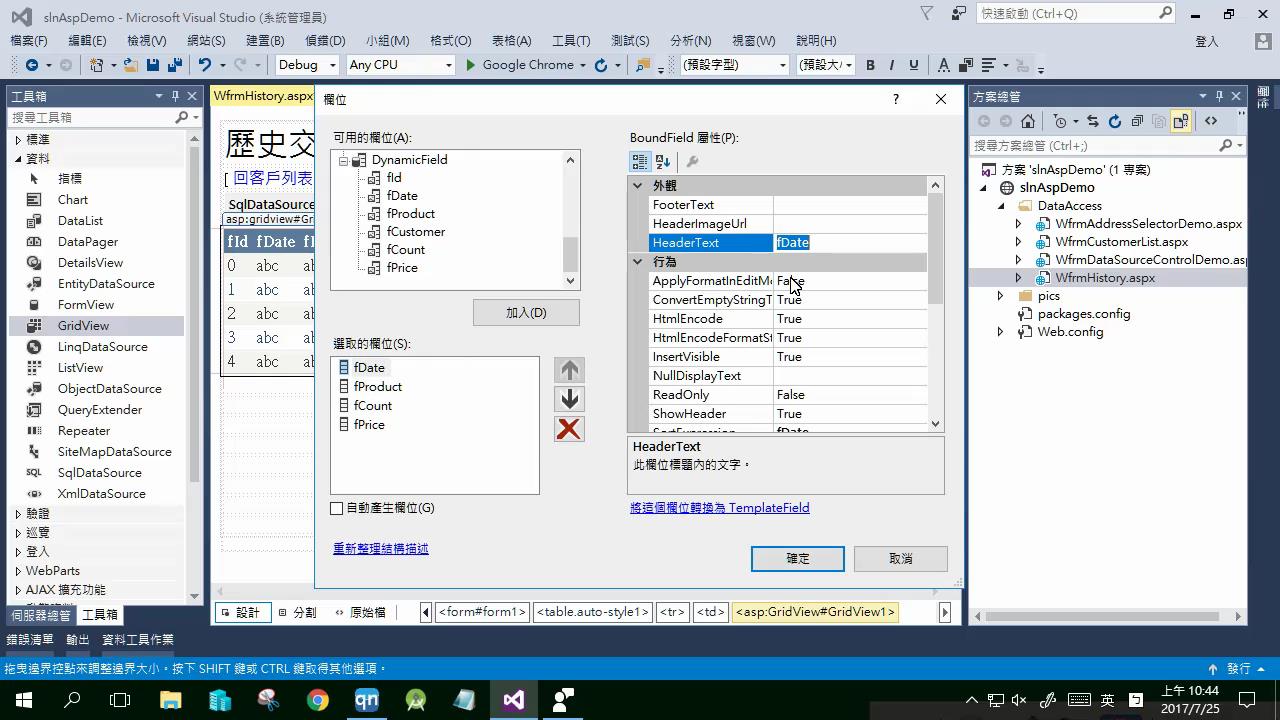 slnAspDemo - Microsoft Visual Studio (系統管理員)
快速啟動 (Ctrl+Q)
檔案(F) 編輯(E) 檢視(V) 網站(S) 建置(B) 偵錯(D) 小組(M) 格式(O) 表格(A) 工具(T) 測試(S) 分析(N) 視窗(W) 說明(H) 登入
Debug Any CPU Google Chrome (預設字型) (預設大 B I U A
工具箱
搜尋工具箱
標準
資料
指標
Chart
DataList
DataPager
DetailsView
EntityDataSource
FormView
GridView
LinqDataSource
ListView
ObjectDataSource
QueryExtender
Repeater
SiteMapDataSource
SqlDataSource
XmlDataSource
驗證
巡覽
登入
WebParts
AJAX 擴充功能
伺服器總管 工具箱
WfrmHistory.aspx
歷史交
[ 回客戶列表
SqlDataSource
asp:gridview#Gr
fId fDate
0 abc
1 abc
2 abc
3 abc
4 abc
欄位 ?
可用的欄位(A):
DynamicField
fId
fDate
fProduct
fCustomer
fCount
fPrice
加入(D)
選取的欄位(S):
fDate
fProduct
fCount
fPrice
自動產生欄位(G)
重新整理結構描述
BoundField 屬性(P):
外觀
FooterText
HeaderImageUrl
HeaderText fDate
行為
ApplyFormatInEditMo False
ConvertEmptyStringT True
HtmlEncode True
HtmlEncodeFormatSt True
InsertVisible True
NullDisplayText
ReadOnly False
ShowHeader True
SortExpression fDate
HeaderText
此欄位標題內的文字。
將這個欄位轉換為 TemplateField
確定 取消
設計 分割 原始檔 <form#form1> <table.auto-style1> <tr> <td> <asp:GridView#GridView1>
方案總管
搜尋方案總管 (Ctrl+;)
方案 'slnAspDemo' (1 專案)
slnAspDemo
DataAccess
WfrmAddressSelectorDemo.aspx
WfrmCustomerList.aspx
WfrmDataSourceControlDemo.asp
WfrmHistory.aspx
pics
packages.config
Web.config
錯誤清單 輸出 資料工具作業
拖曳邊界控點來調整邊界大小。按下 SHIFT 鍵或 CTRL 鍵取得其他選項。 發行
英 上午 10:44
2017/7/25